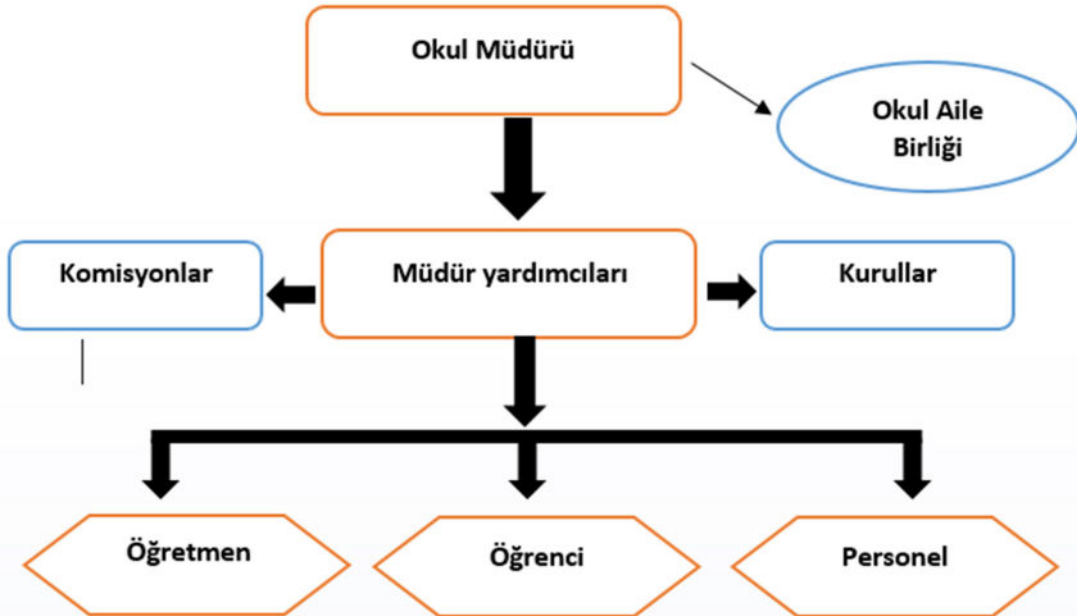 Okul Müdürü
Okul Aile
Birliği
Komisyonlar
Müdür yardımcıları
Kurullar
Öğretmen
Öğrenci
Personel